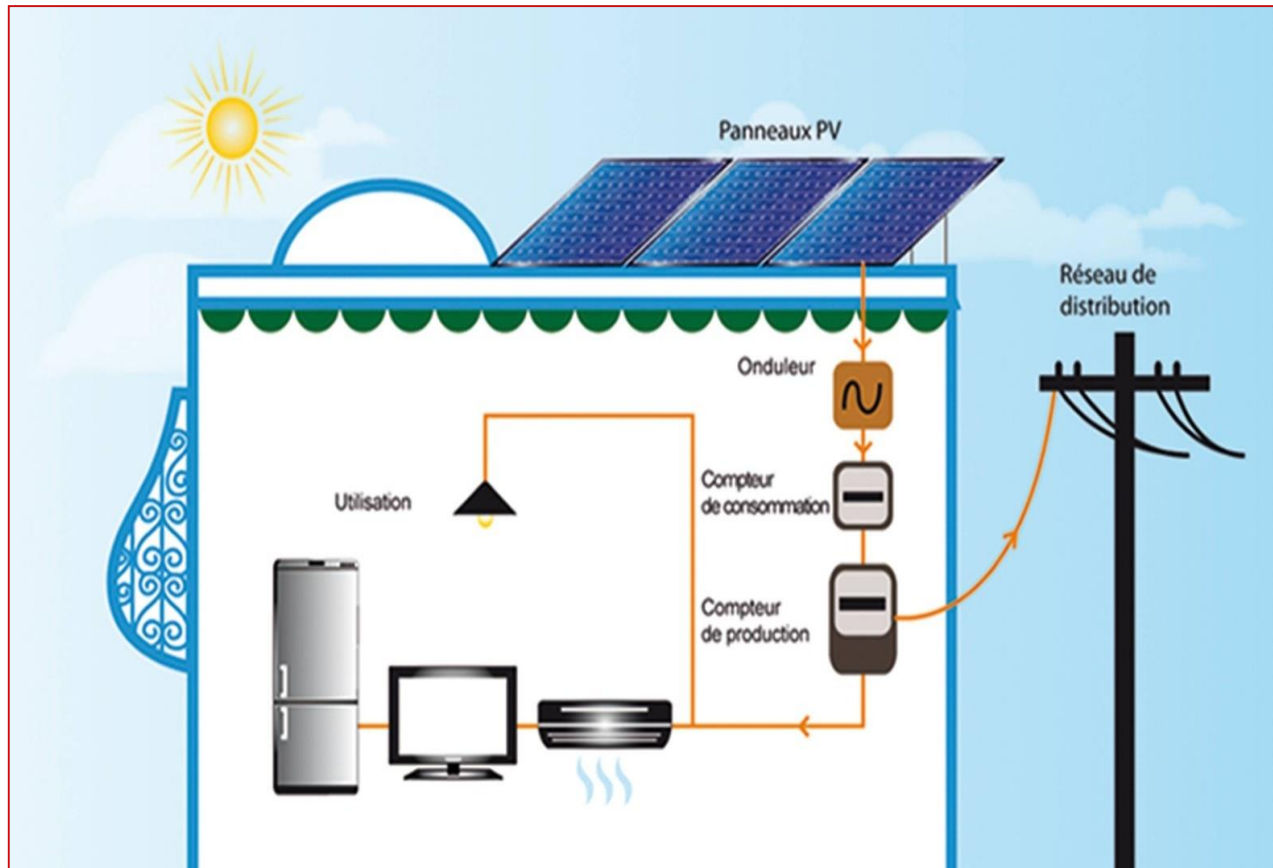 Panneaux PV
Réseau de
distribution
Onduleur
Compteur
de consommation
Utilisation
Compteur
de production